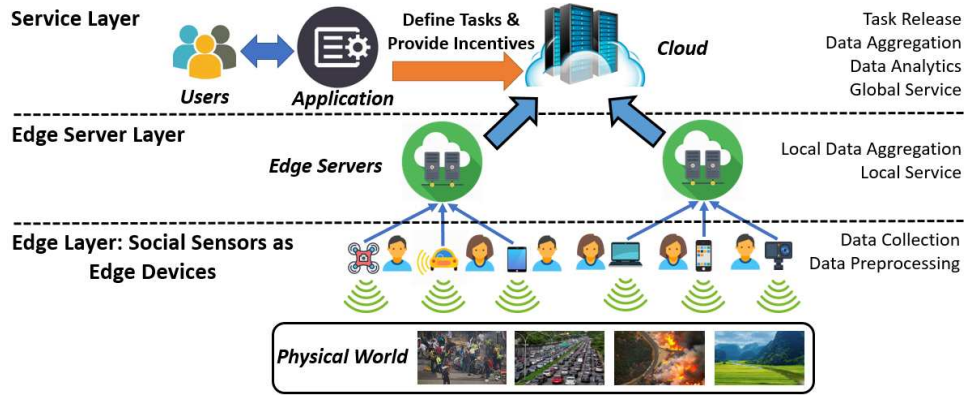 Service Layer
Define Tasks &
Provide Incentives
Users
Application
Cloud
Task Release
Data Aggregation
Data Analytics
Global Service
Edge Server Layer
Edge Servers
Local Data Aggregation
Local Service
Edge Layer: Social Sensors as
Edge Devices
Data Collection
Data Preprocessing
Physical World